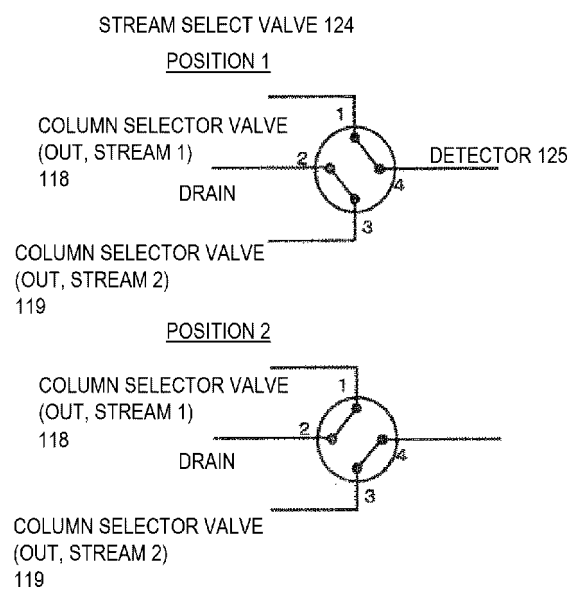 STREAM SELECT VALVE 124
POSITION 1
1
COLUMN SELECTOR VALVE
(OUT, STREAM 1)
118
2
DETECTOR 125
DRAIN
4
3
COLUMN SELECTOR VALVE
(OUT, STREAM 2)
119
POSITION 2
1
COLUMN SELECTOR VALVE
(OUT, STREAM 1)
118
2
4
DRAIN
3
COLUMN SELECTOR VALVE
(OUT, STREAM 2)
119